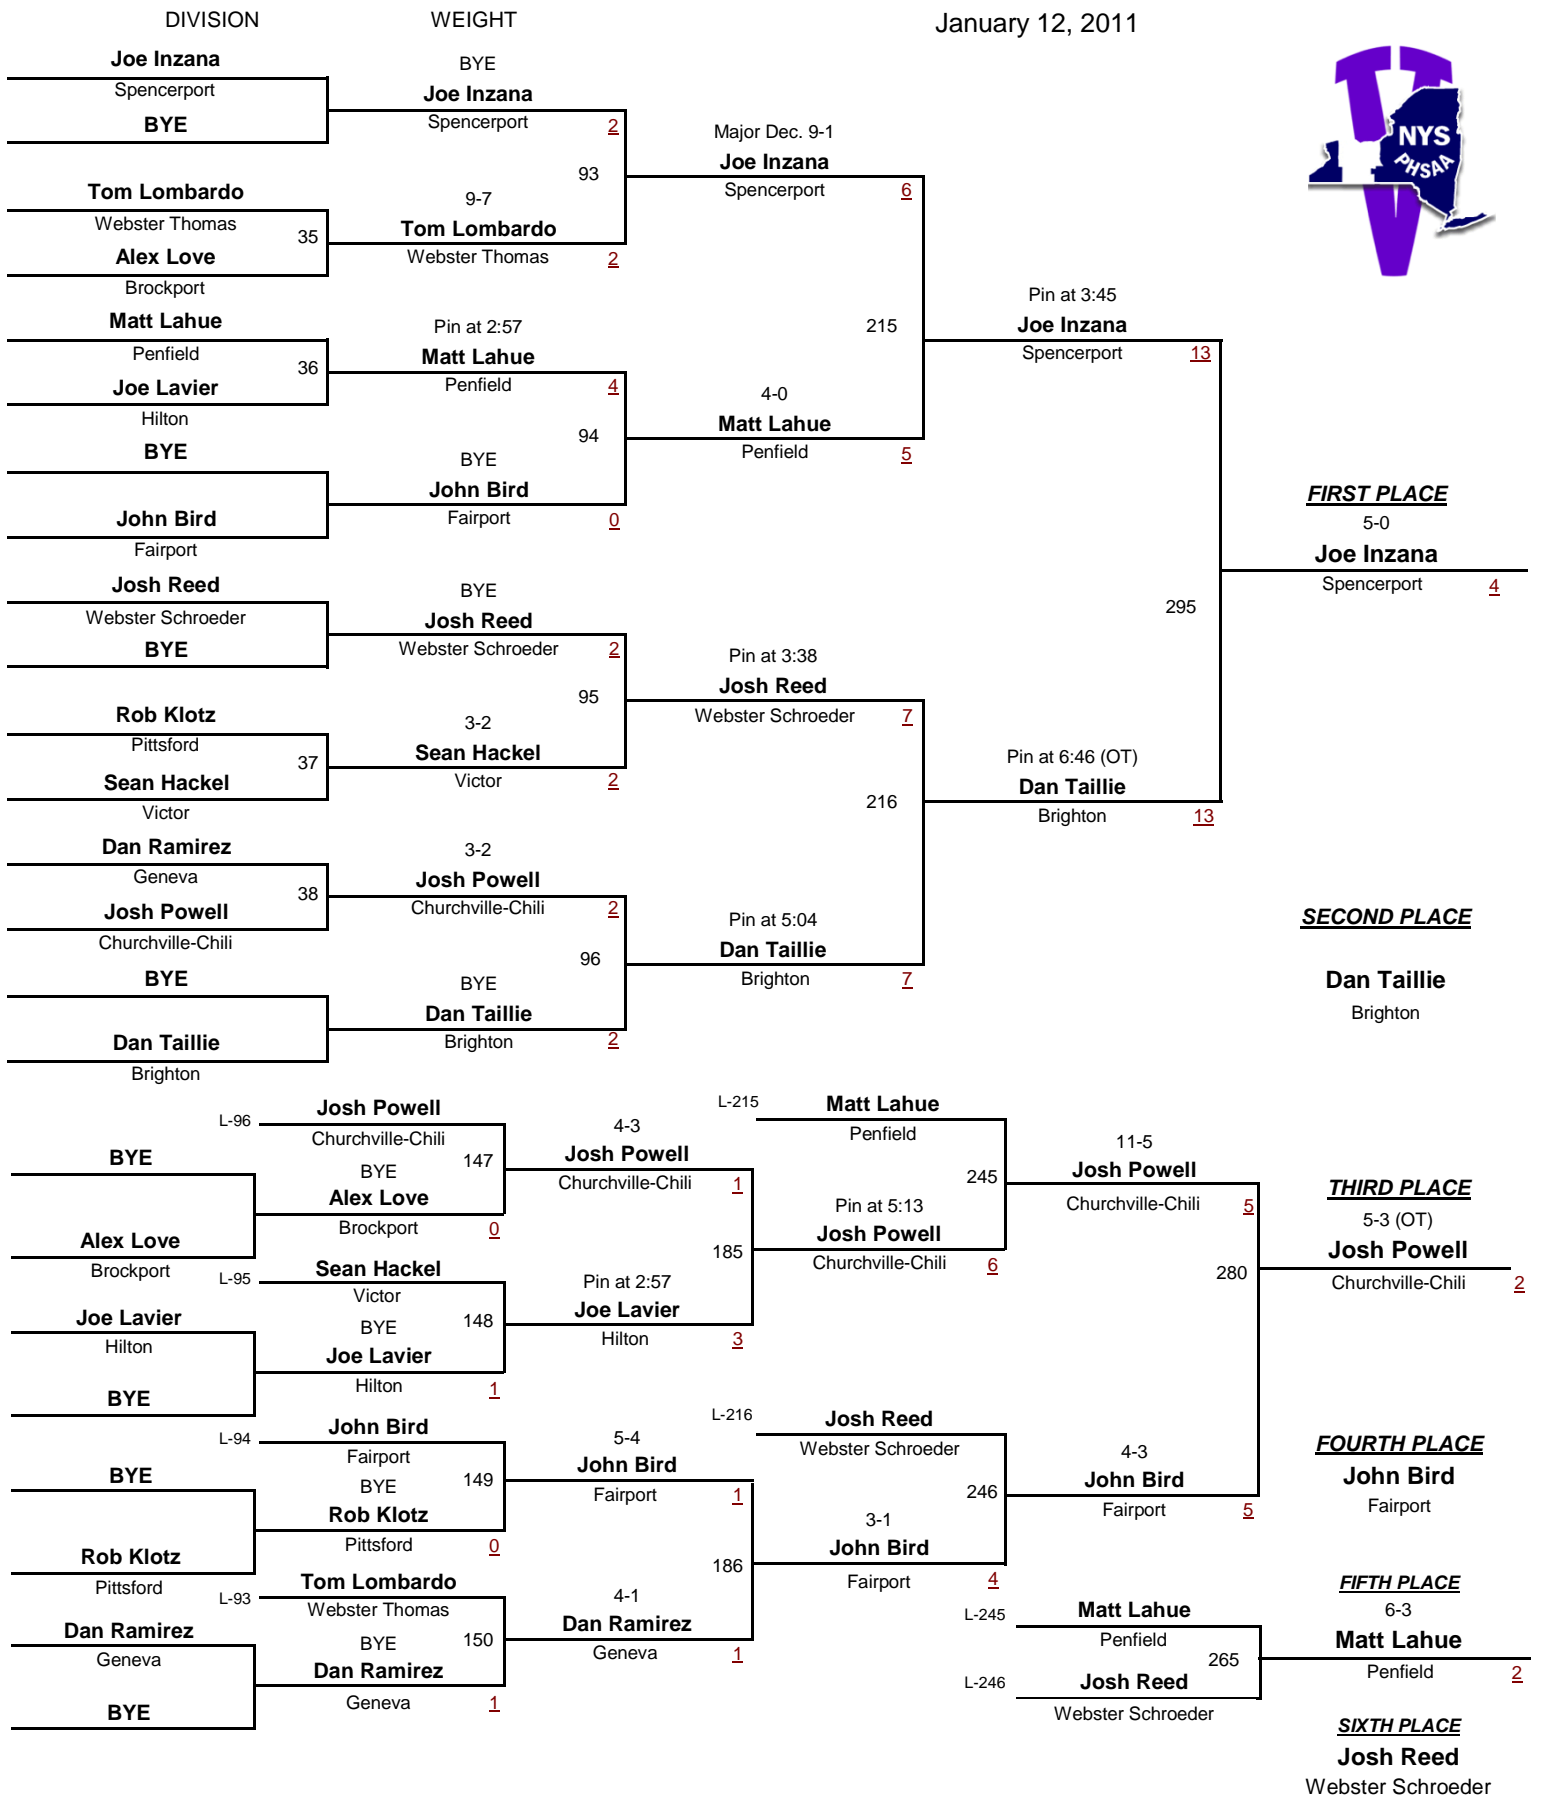 DIVISION
WEIGHT
January 12, 2011
Joe Inzana
Spencerport
BYE
Tom Lombardo
Webster Thomas
35
Alex Love
Brockport
Matt Lahue
Penfield
36
Joe Lavier
Hilton
BYE
John Bird
Fairport
Josh Reed
Webster Schroeder
BYE
Rob Klotz
Pittsford
37
Sean Hackel
Victor
Dan Ramirez
Geneva
38
Josh Powell
Churchville-Chili
BYE
Dan Taillie
Brighton
BYE
Joe Inzana
Spencerport
2
93
9-7
Tom Lombardo
Webster Thomas
2
Pin at 2:57
Matt Lahue
Penfield
4
94
BYE
John Bird
Fairport
0
BYE
Josh Reed
Webster Schroeder
2
95
3-2
Sean Hackel
Victor
2
3-2
Josh Powell
Churchville-Chili
2
96
BYE
Dan Taillie
Brighton
2
Major Dec. 9-1
Joe Inzana
Spencerport
6
215
4-0
Matt Lahue
Penfield
5
Pin at 3:38
Josh Reed
Webster Schroeder
7
216
Pin at 5:04
Dan Taillie
Brighton
7
Pin at 3:45
Joe Inzana
Spencerport
13
295
Pin at 6:46 (OT)
Dan Taillie
Brighton
13
NYS
PHSAA
FIRST PLACE
5-0
Joe Inzana
Spencerport
4
SECOND PLACE
Dan Taillie
Brighton
BYE
Alex Love
Brockport
Joe Lavier
Hilton
BYE
BYE
Rob Klotz
Pittsford
Dan Ramirez
Geneva
BYE
L-96
Josh Powell
Churchville-Chili
147
BYE
Alex Love
Brockport
0
L-95
Sean Hackel
Victor
148
BYE
Joe Lavier
Hilton
1
L-94
John Bird
Fairport
149
BYE
Rob Klotz
Pittsford
0
L-93
Tom Lombardo
Webster Thomas
150
BYE
Dan Ramirez
Geneva
1
4-3
Josh Powell
Churchville-Chili
1
185
Pin at 2:57
Joe Lavier
Hilton
3
5-4
John Bird
Fairport
1
186
4-1
Dan Ramirez
Geneva
1
L-215
Matt Lahue
Penfield
245
Pin at 5:13
Josh Powell
Churchville-Chili
6
L-216
Josh Reed
Webster Schroeder
246
3-1
John Bird
Fairport
4
11-5
Josh Powell
Churchville-Chili
5
280
4-3
John Bird
Fairport
5
L-245
Matt Lahue
Penfield
265
L-246
Josh Reed
Webster Schroeder
THIRD PLACE
5-3 (OT)
Josh Powell
Churchville-Chili
2
FOURTH PLACE
John Bird
Fairport
FIFTH PLACE
6-3
Matt Lahue
Penfield
2
SIXTH PLACE
Josh Reed
Webster Schroeder